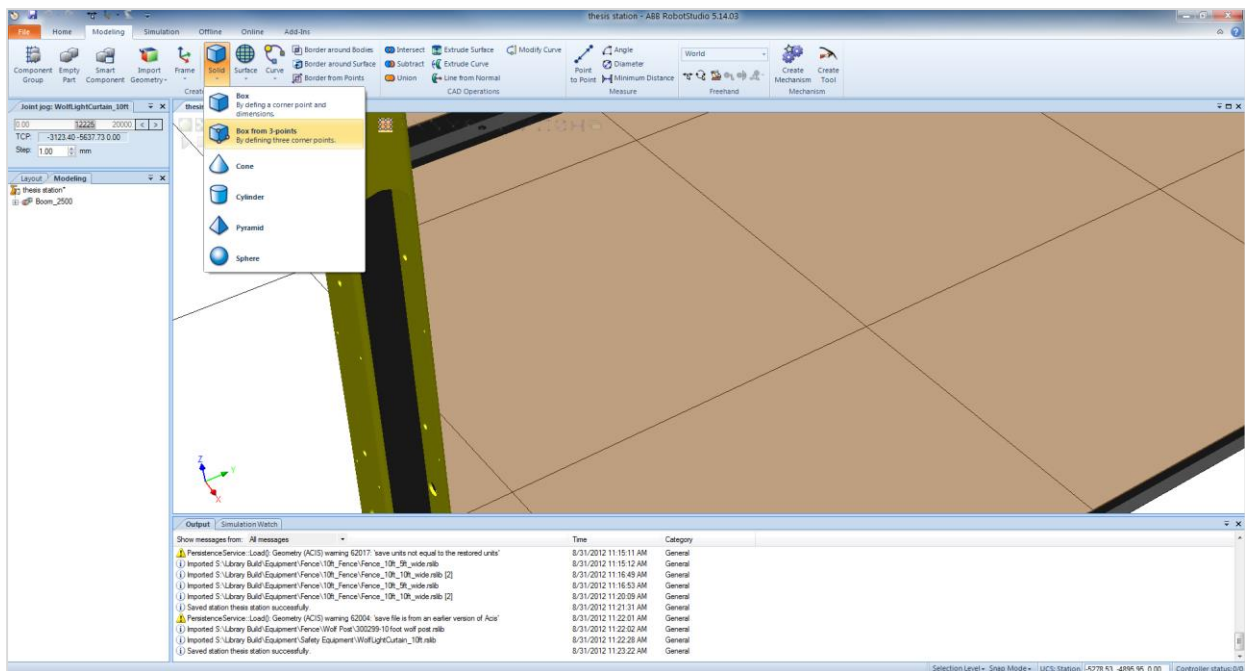 thesis station - ABB RobotStudio 5.14.03
File Home Modeling Simulation Offline Online Add-Ins
Component Group
Empty Part
Smart Component
Import Geometry
Frame
Solid
Surface
Curve
Border around Bodies
Border around Surface
Border from Points
Intersect
Subtract
Union
Extrude Surface
Extrude Curve
Line from Normal
Modify Curve
CAD Operations
Point to Point
Angle
Diameter
Minimum Distance
Measure
World
Freehand
Create Mechanism
Create Tool
Mechanism
Box
By defing a corner point and
dimensions.
Box from 3-points
By defining three corner points.
Cone
Cylinder
Pyramid
Sphere
Joint jog: WolfLightCurtain_10ft
0.00 12225 20000 < >
TCP: -3123.40 -5637.73 0.00
Step: 1.00 mm
Layout Modeling
thesis station*
Boom_2500
Z
Y
X
Output Simulation Watch
Show messages from: All messages Time Category
PersistenceService::Load(): Geometry (ACIS) warning 62017: 'save units not equal to the restored units' 8/31/2012 11:15:11 AM General
Imported S:\Library Build\Equipment\Fence\10ft_Fence\Fence_10ft_5ft_wide.rslib 8/31/2012 11:15:12 AM General
Imported S:\Library Build\Equipment\Fence\10ft_Fence\Fence_10ft_10ft_wide.rslib [2] 8/31/2012 11:16:49 AM General
Imported S:\Library Build\Equipment\Fence\10ft_Fence\Fence_10ft_5ft_wide.rslib 8/31/2012 11:16:53 AM General
Imported S:\Library Build\Equipment\Fence\10ft_Fence\Fence_10ft_10ft_wide.rslib [2] 8/31/2012 11:20:09 AM General
Saved station thesis station successfully. 8/31/2012 11:21:31 AM General
PersistenceService::Load(): Geometry (ACIS) warning 62004: 'save file is from an earlier version of Acis' 8/31/2012 11:22:01 AM General
Imported S:\Library Build\Equipment\Fence\Wolf Post\300299-10 foot wolf post.rslib 8/31/2012 11:22:02 AM General
Imported S:\Library Build\Equipment\Safety Equipment\WolfLightCurtain_10ft.rslib 8/31/2012 11:22:28 AM General
Saved station thesis station successfully. 8/31/2012 11:23:22 AM General
Selection Level Snap Mode UCS: Station -5278.53 -4895.95 0.00 Controller status: 0/0